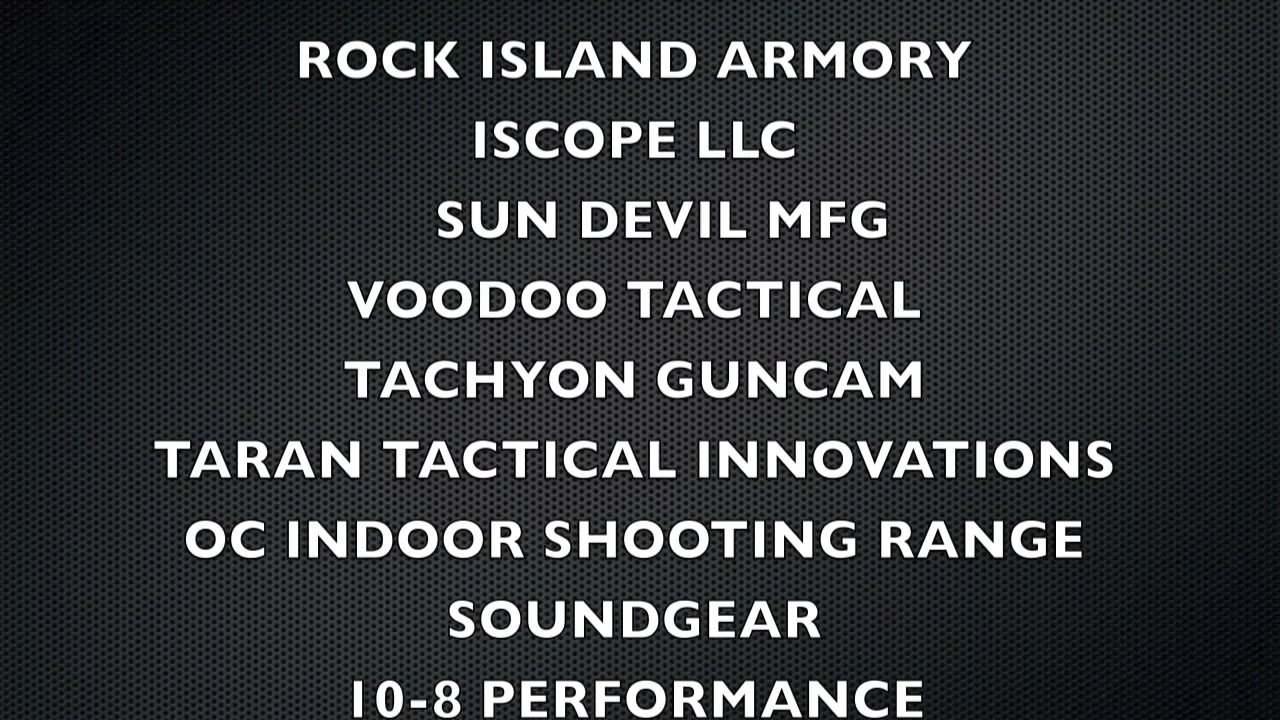 ROCK ISLAND ARMORY
ISCOPE LLC
SUN DEVIL MFG
VOODOO TACTICAL
TACHYON GUNCAM
TARAN TACTICAL INNOVATIONS
OC INDOOR SHOOTING RANGE
SOUNDGEAR
10-8 PERFORMANCE